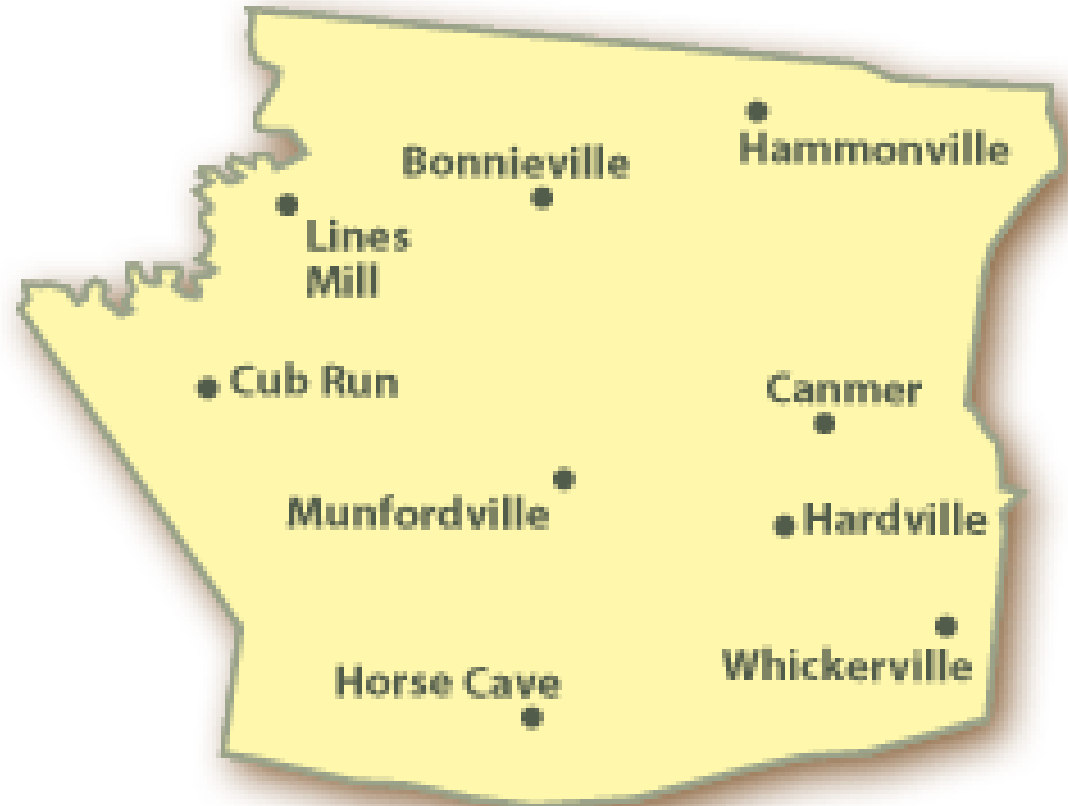 Hammonville
Bonnieville
Lines
Mill
Cub Run
Canmer
Munfordville
Hardville
Whickerville
Horse Cave